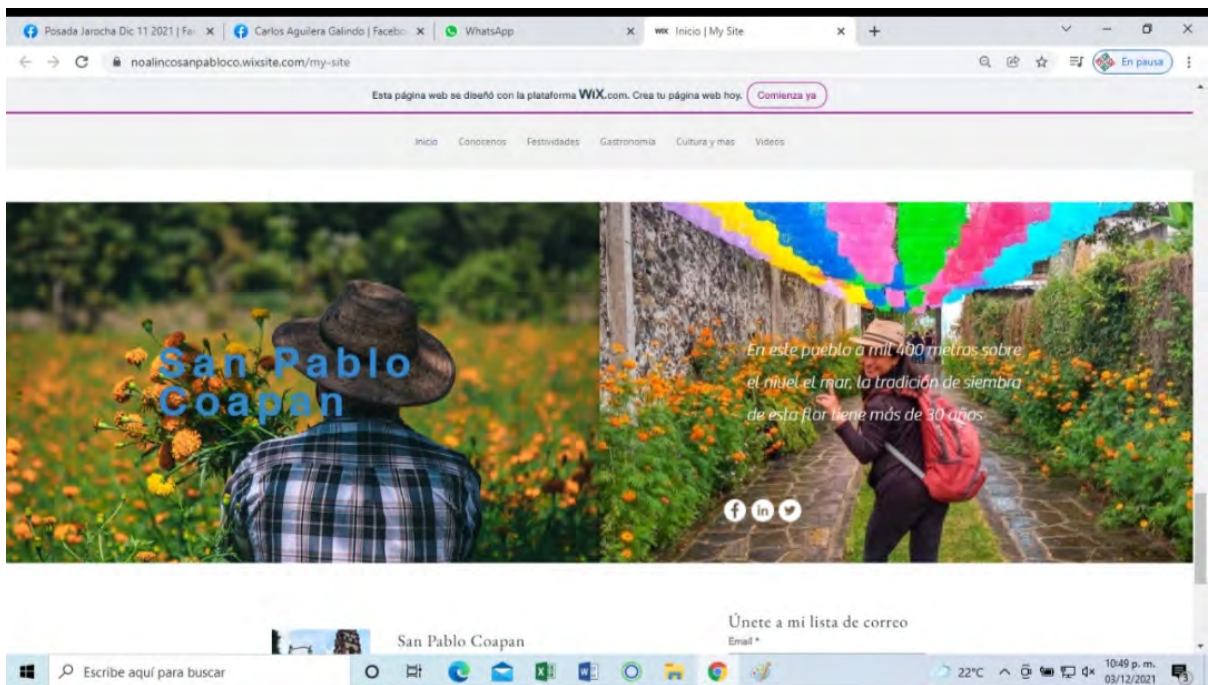 Posada Jarocha Dic 11 2021 | Fa
Carlos Aguilera Galindo | Facebo
WhatsApp
WIX Inicio | My Site
noalincosanpabloco.wixsite.com/my-site
En pausa
Esta página web se diseñó con la plataforma WIX.com. Crea tu página web hoy. Comienza ya
Inicio Conocenos Festividades Gastronomía Cultura y mas Videos
San Pablo
Coapan
En este pueblo a mil 400 metros sobre
el nivel el mar, la tradición de siembra
de esta flor tiene más de 30 años
Únete a mi lista de correo
San Pablo Coapan
Email *
Escribe aquí para buscar
22°C
10:49 p. m.
03/12/2021
3